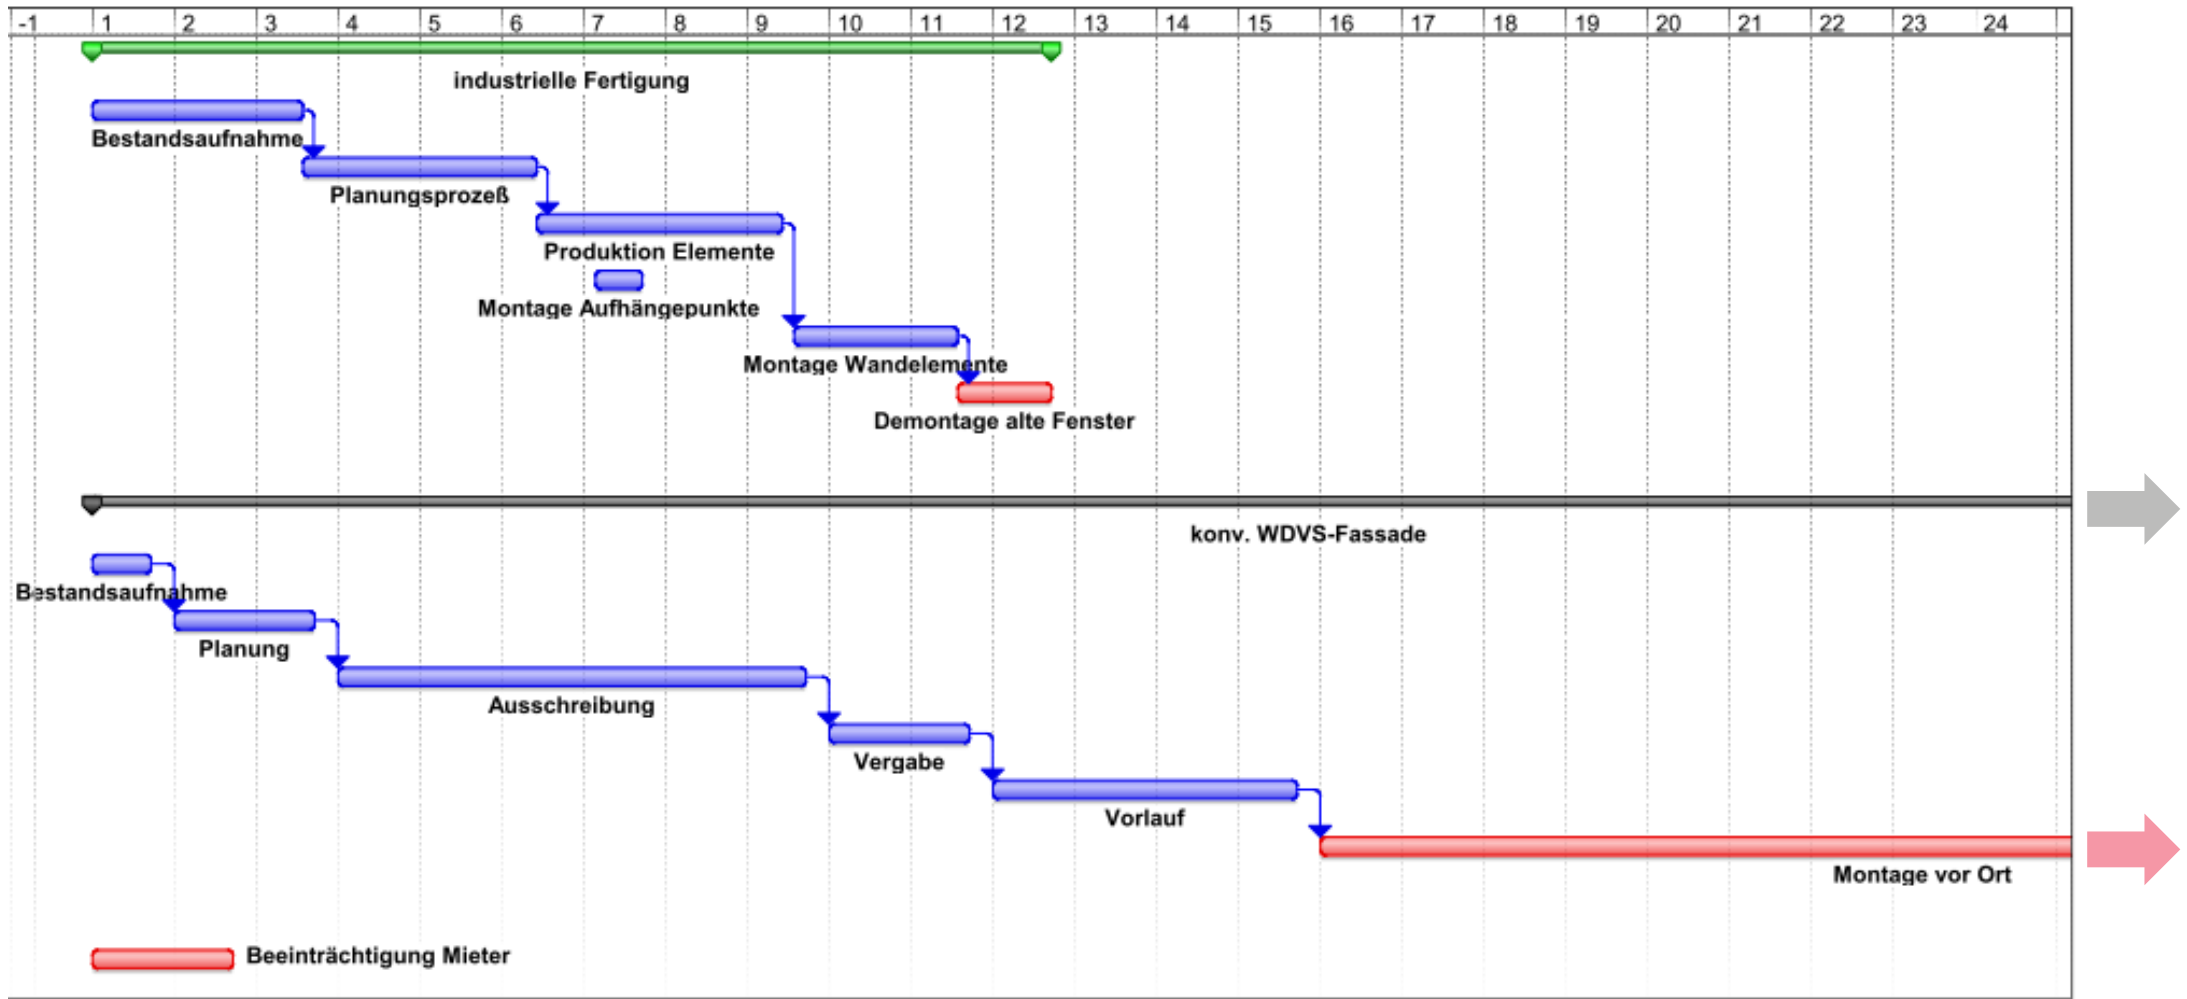 -1 1 2 3 4 5 6 7 8 9 10 11 12 13 14 15 16 17 18 19 20 21 22 23 24
industrielle Fertigung
Bestandsaufnahme
Planungsprozeß
Produktion Elemente
Montage Aufhängepunkte
Montage Wandelemente
Demontage alte Fenster
konv. WDVS-Fassade
Bestandsaufnahme
Planung
Ausschreibung
Vergabe
Vorlauf
Montage vor Ort
Beeinträchtigung Mieter